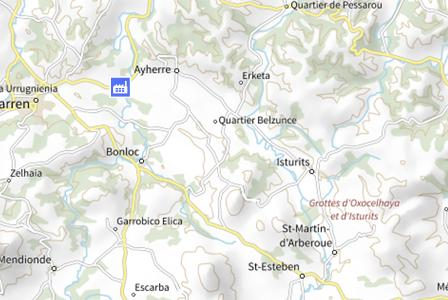 Quartier de Pessarou
Ayherre
Erketa
a Urrugnienia
arren
Quartier Belzunce
Bonloc
Isturits
Zelhaia
Grottes d'Oxocelhaya
et d'Isturits
Garrobico Elica
St-Martin-
d'Arberoue
Mendionde
St-Esteben
Escarba
Ma